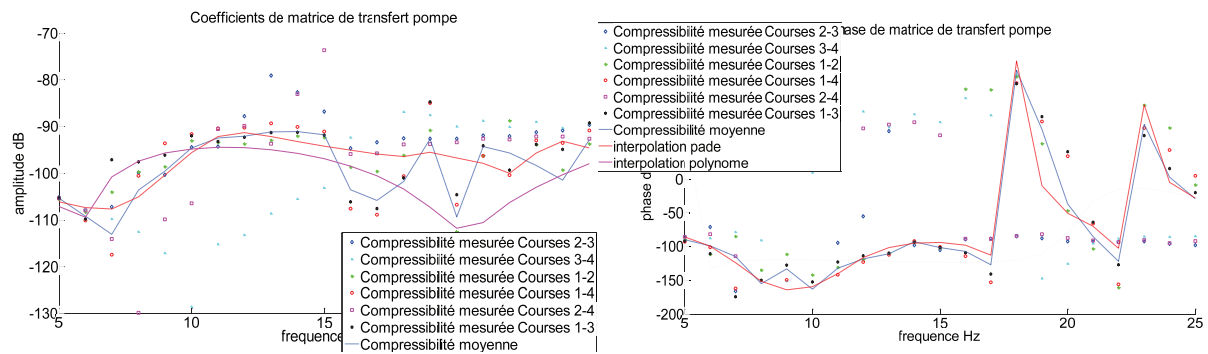 Coefficients de matrice de transfert pompe
-70
-80
-90
-100
-110
-120
-130
amplitude dB
5
10
15
frequence
Compressibilité mesurée Courses 2-3
Compressibilité mesurée Courses 3-4
Compressibilité mesurée Courses 1-2
Compressibilité mesurée Courses 1-4
Compressibilité mesurée Courses 2-4
Compressibilité mesurée Courses 1-3
Compressibilité moyenne
Compressibilité mesurée Courses 2-3
Compressibilité mesurée Courses 3-4
Compressibilité mesurée Courses 1-2
Compressibilité mesurée Courses 1-4
Compressibilité mesurée Courses 2-4
Compressibilité mesurée Courses 1-3
Compressibilité moyenne
interpolation pade
interpolation polynome
ase de matrice de transfert pompe
0
-50
-100
-150
-200
phase d
5
10
15
20
25
frequence Hz